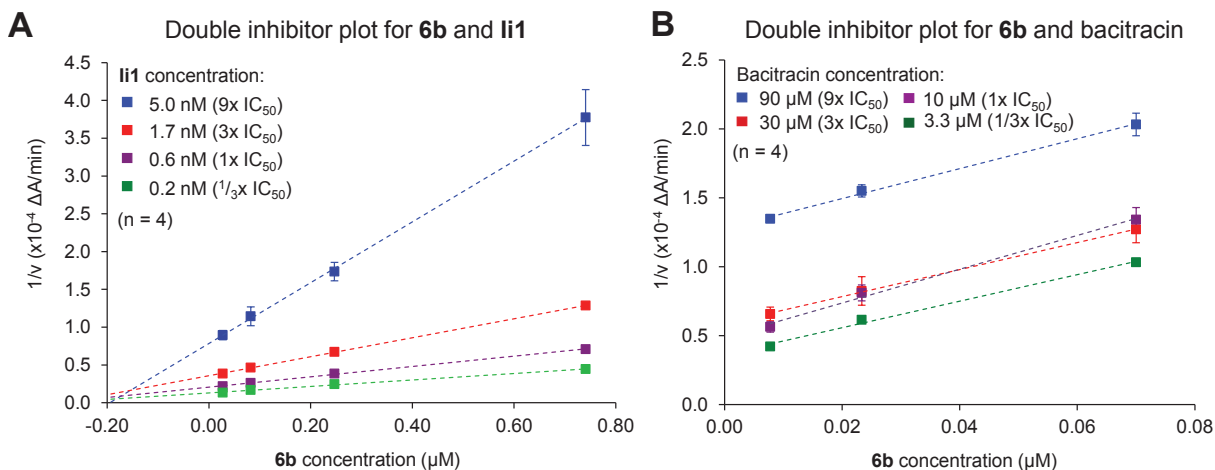 A
Double inhibitor plot for 6b and li1
li1 concentration:
5.0 nM (9x IC50)
1.7 nM (3x IC50)
0.6 nM (1x IC50)
0.2 nM (1/3x IC50)
(n = 4)
1/v (x10-4 ΔA/min)
4.5
4.0
3.5
3.0
2.5
2.0
1.5
1.0
0.5
0.0
-0.20 0.00 0.20 0.40 0.60 0.80
6b concentration (µM)
B
Double inhibitor plot for 6b and bacitracin
Bacitracin concentration:
90 µM (9x IC50) 10 µM (1x IC50)
30 µM (3x IC50) 3.3 µM (1/3x IC50)
(n = 4)
1/v (x10-4 ΔA/min)
2.5
2.0
1.5
1.0
0.5
0.0
0.00 0.02 0.04 0.06 0.08
6b concentration (µM)